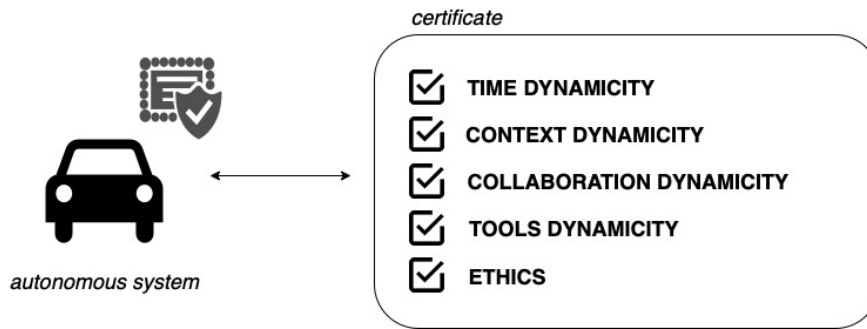 certificate
TIME DYNAMICITY
CONTEXT DYNAMICITY
COLLABORATION DYNAMICITY
TOOLS DYNAMICITY
ETHICS
autonomous system